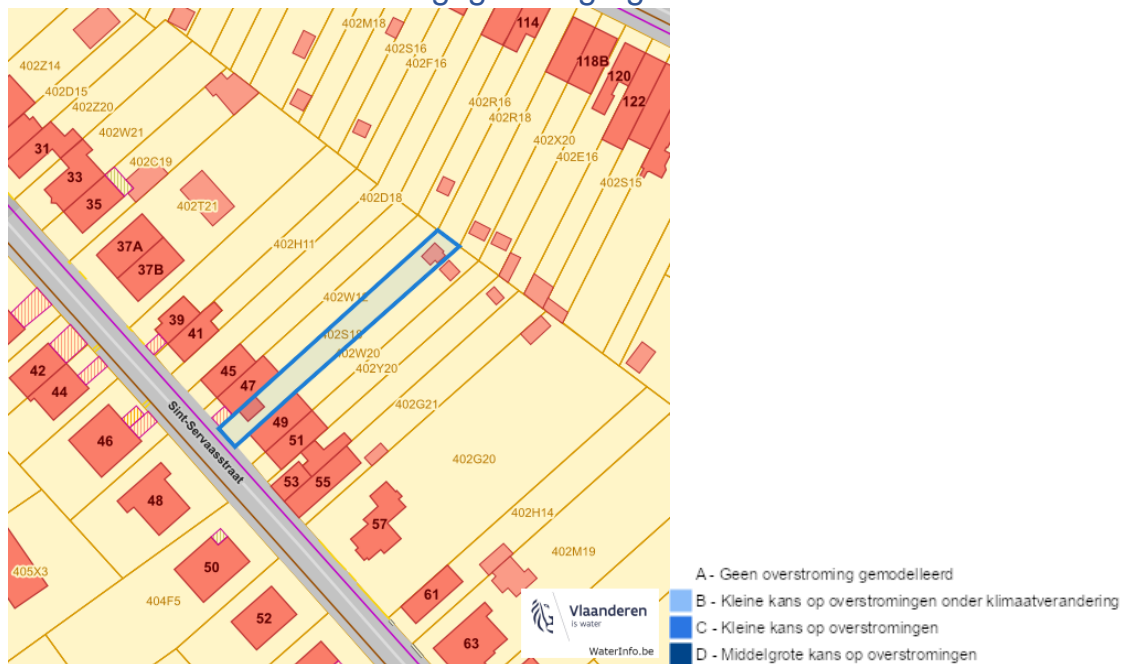 402M18
114
402S16
402F16
118B
402Z14
120
402D15
122
402Z20
402R16
402R18
402W21
402X20
31
402E16
402C19
33
402S15
35
402T21
402D18
37A
402H11
37B
402W12
39
41
402S18
402W20
402Y20
45
42
47
44
402G21
49
46
51
Sint-Servaasstraat
402G20
53
55
48
402H14
57
402M19
50
405X3
404F5
61
52
63
Vlaanderen
is water
WaterInfo.be
A - Geen overstroming gemodelleerd
B - Kleine kans op overstromingen onder klimaatverandering
C - Kleine kans op overstromingen
D - Middelgrote kans op overstromingen